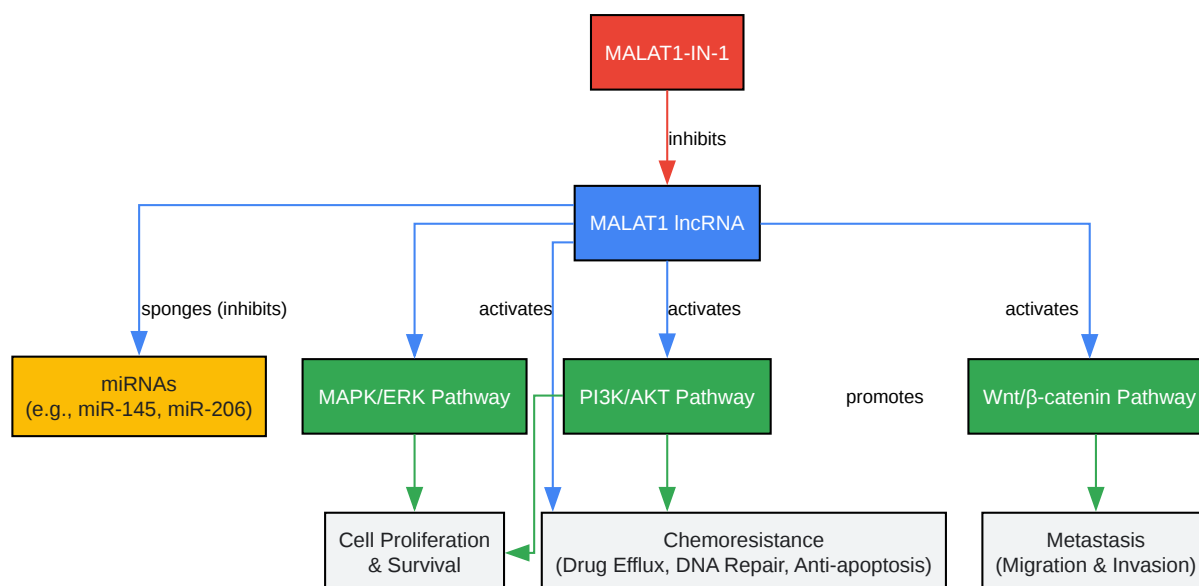 MALAT1-IN-1
inhibits
MALAT1 lncRNA
sponges (inhibits)
activates
activates
activates
miRNAs
(e.g., miR-145, miR-206)
MAPK/ERK Pathway
PI3K/AKT Pathway
promotes
Wnt/β-catenin Pathway
Cell Proliferation
& Survival
Chemoresistance
(Drug Efflux, DNA Repair, Anti-apoptosis)
Metastasis
(Migration & Invasion)